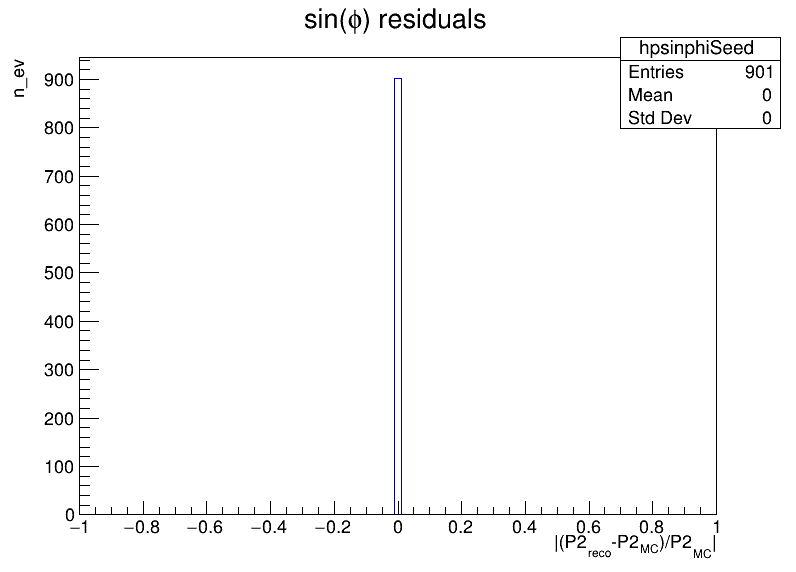 sin(ϕ) residuals
hpsinphiSeed
Entries 901
Mean 0
Std Dev 0
n_ev
900
800
700
600
500
400
300
200
100
0
−1 −0.8 −0.6 −0.4 −0.2 0 0.2 0.4 0.6 0.8 1
|(P2reco-P2MC)/P2MC|